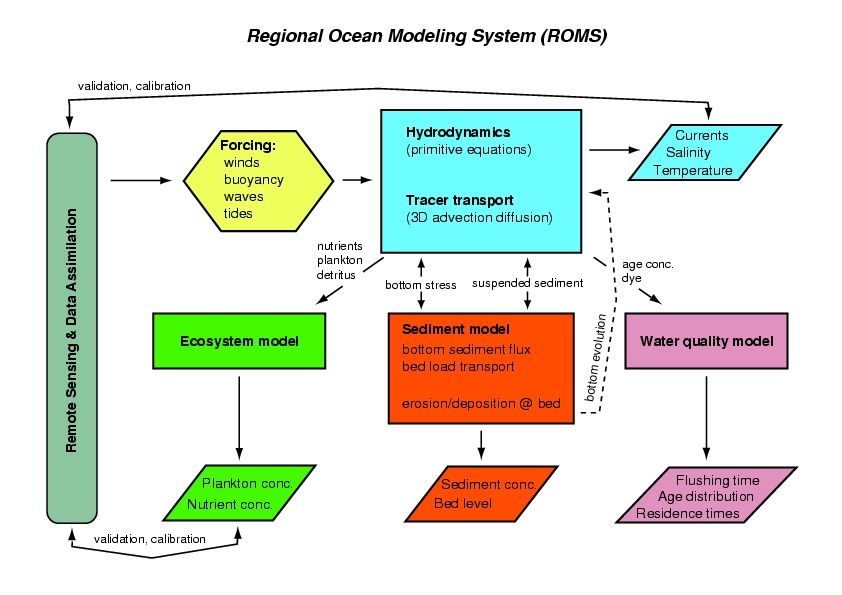 Regional Ocean Modeling System (ROMS)
validation, calibration
Remote Sensing & Data Assimilation
Forcing:
winds
buoyancy
waves
tides
Hydrodynamics
(primitive equations)
Tracer transport
(3D advection diffusion)
Currents
Salinity
Temperature
nutrients
plankton
detritus
bottom stress
suspended sediment
age conc.
dye
bottom evolution
Ecosystem model
Sediment model
bottom sediment flux
bed load transport
erosion/deposition @ bed
Water quality model
Plankton conc.
Nutrient conc.
Sediment conc.
Bed level
Flushing time
Age distribution
Residence times
validation, calibration